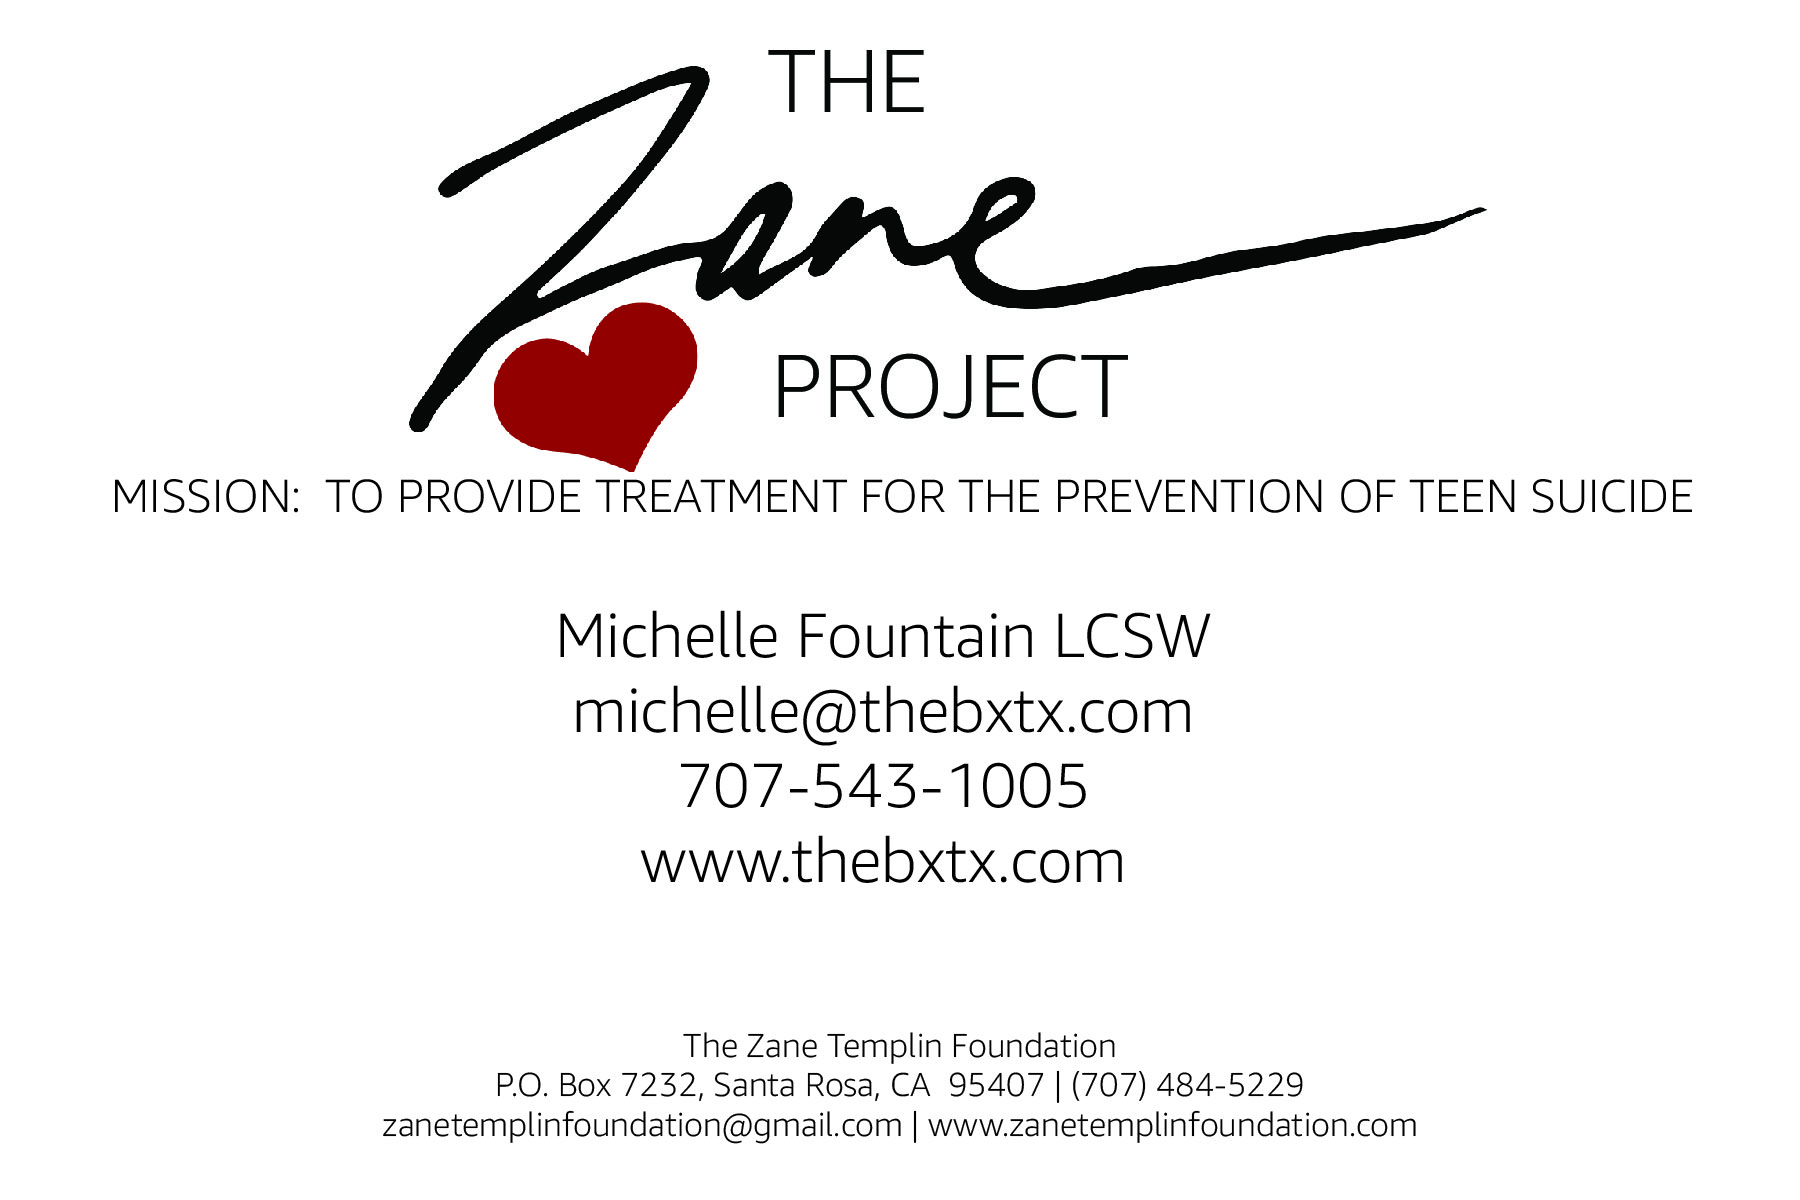 THE
Zane
PROJECT
MISSION:  TO PROVIDE TREATMENT FOR THE PREVENTION OF TEEN SUICIDE
Michelle Fountain LCSW
michelle@thebxtx.com
707-543-1005
www.thebxtx.com
The Zane Templin Foundation
P.O. Box 7232, Santa Rosa, CA  95407 | (707) 484-5229
zanetemplinfoundation@gmail.com | www.zanetemplinfoundation.com